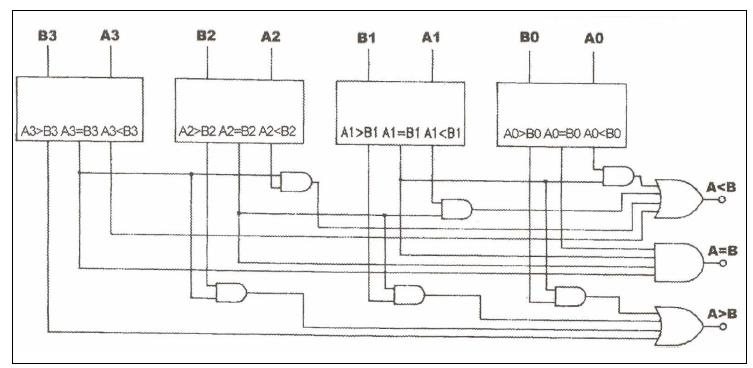 B3 A3 B2 A2 B1 A1 B0 A0
A3>B3 A3=B3 A3<B3 A2>B2 A2=B2 A2<B2 A1>B1 A1=B1 A1<B1 A0>B0 A0=B0 A0<B0
A<B
A=B
A>B